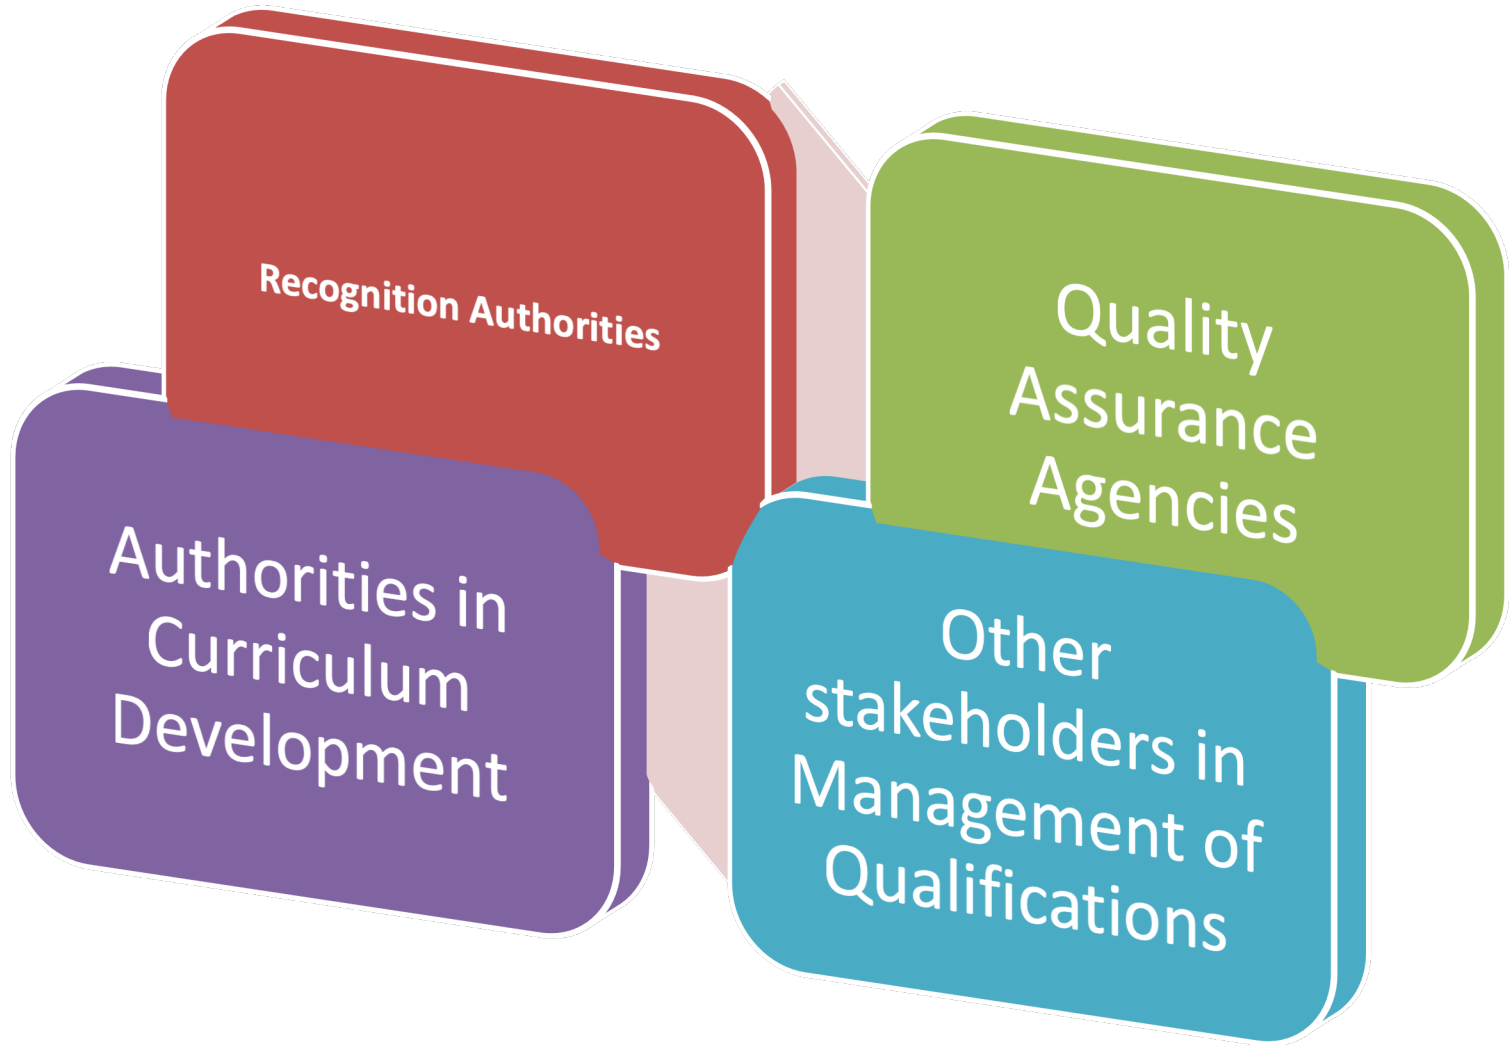 Recognition Authorities
Quality
Assurance
Agencies
Authorities in
Curriculum
Development
Other
stakeholders in
Management of
Qualifications